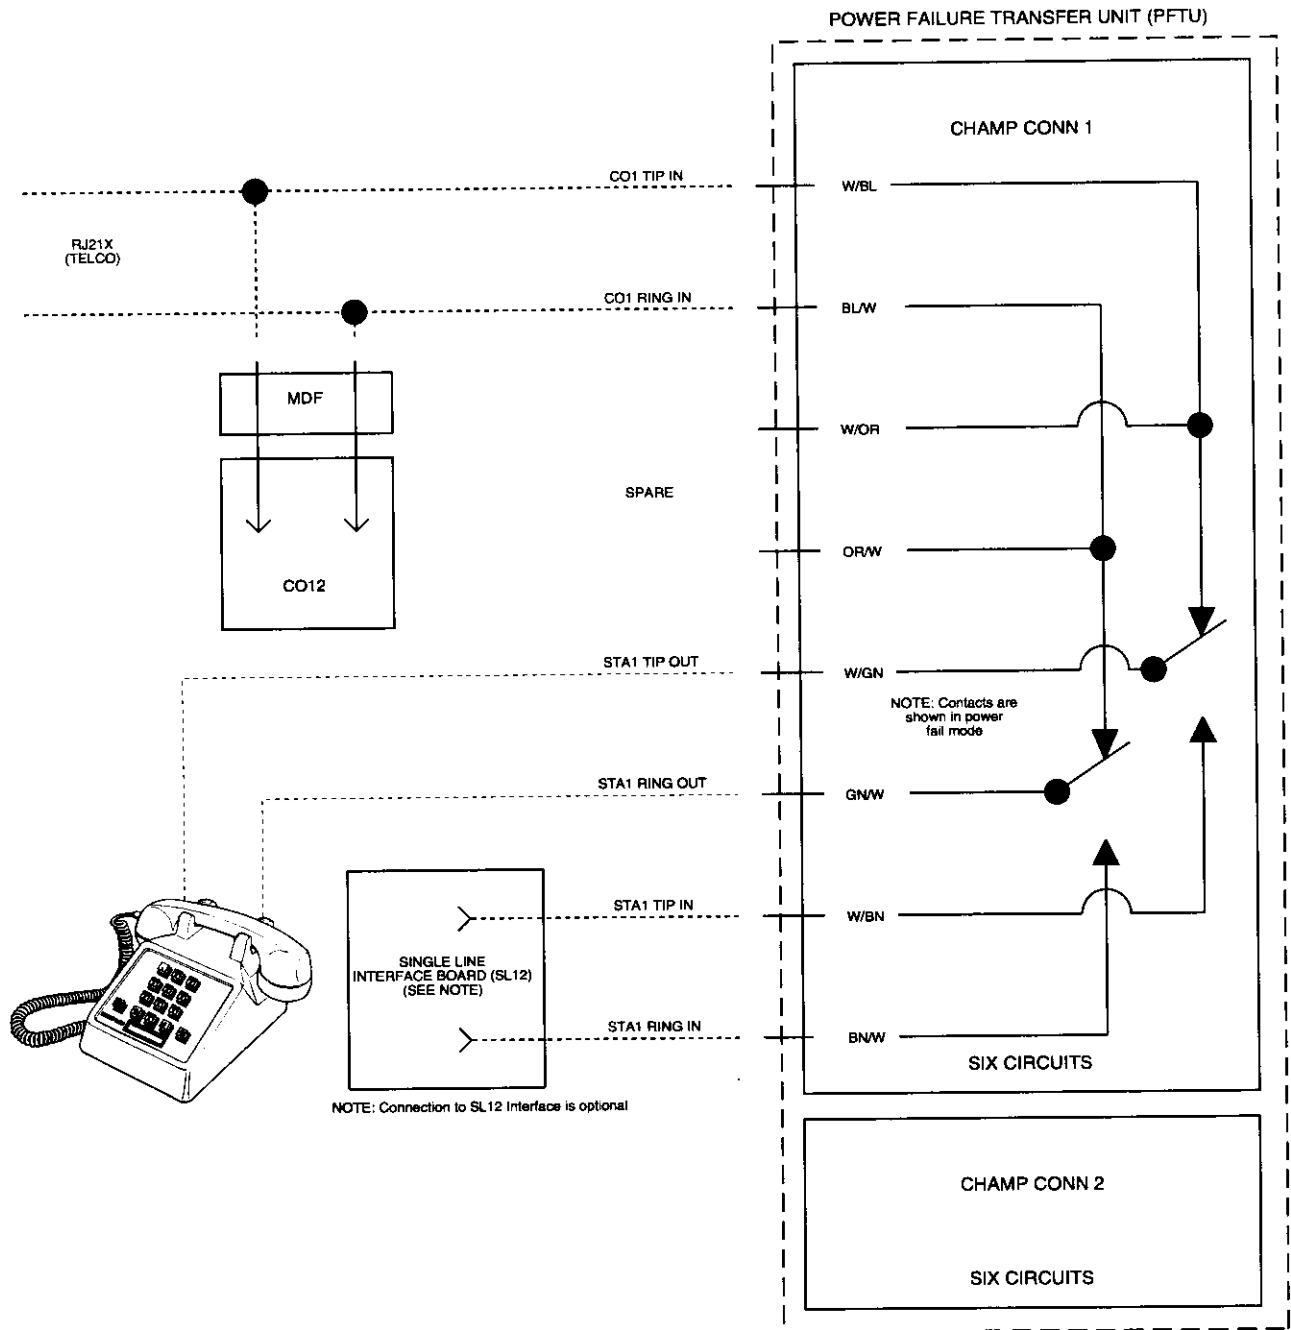 POWER FAILURE TRANSFER UNIT (PFTU)
CHAMP CONN 1
CO1 TIP IN
W/BL
RJ21X
(TELCO)
CO1 RING IN
BL/W
MDF
W/OR
SPARE
OR/W
CO12
STA1 TIP OUT
W/GN
NOTE: Contacts are
shown in power
fail mode
STA1 RING OUT
GN/W
STA1 TIP IN
W/BN
SINGLE LINE
INTERFACE BOARD (SL12)
(SEE NOTE)
STA1 RING IN
BN/W
SIX CIRCUITS
NOTE: Connection to SL12 Interface is optional
CHAMP CONN 2
SIX CIRCUITS